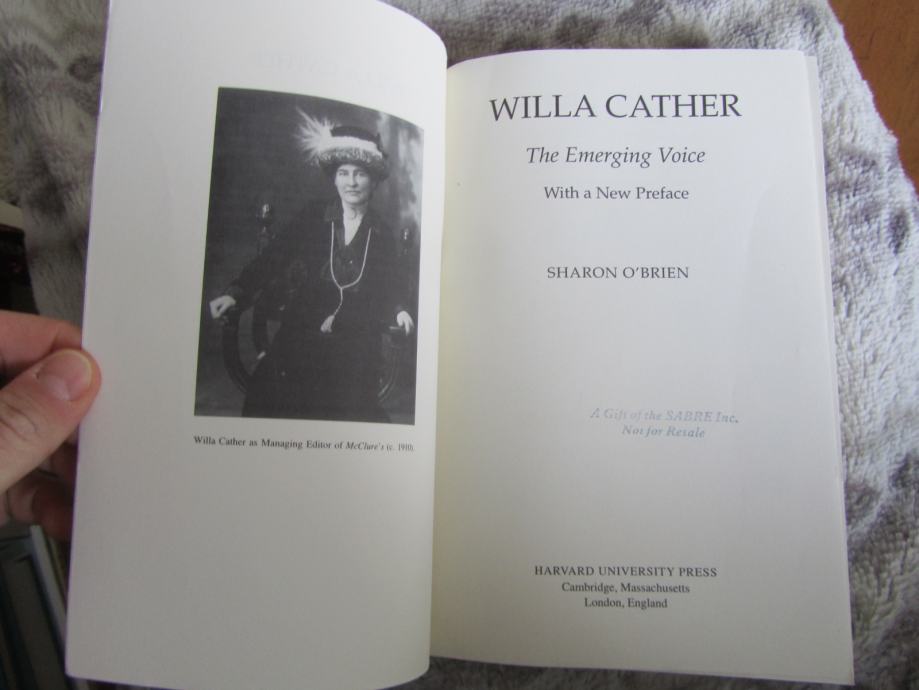 Willa Cather as Managing Editor of McClure's (c. 1910).
WILLA CATHER
The Emerging Voice
With a New Preface
SHARON O'BRIEN
A Gift of the SABRE Inc.
Not for Resale
HARVARD UNIVERSITY PRESS
Cambridge, Massachusetts
London, England